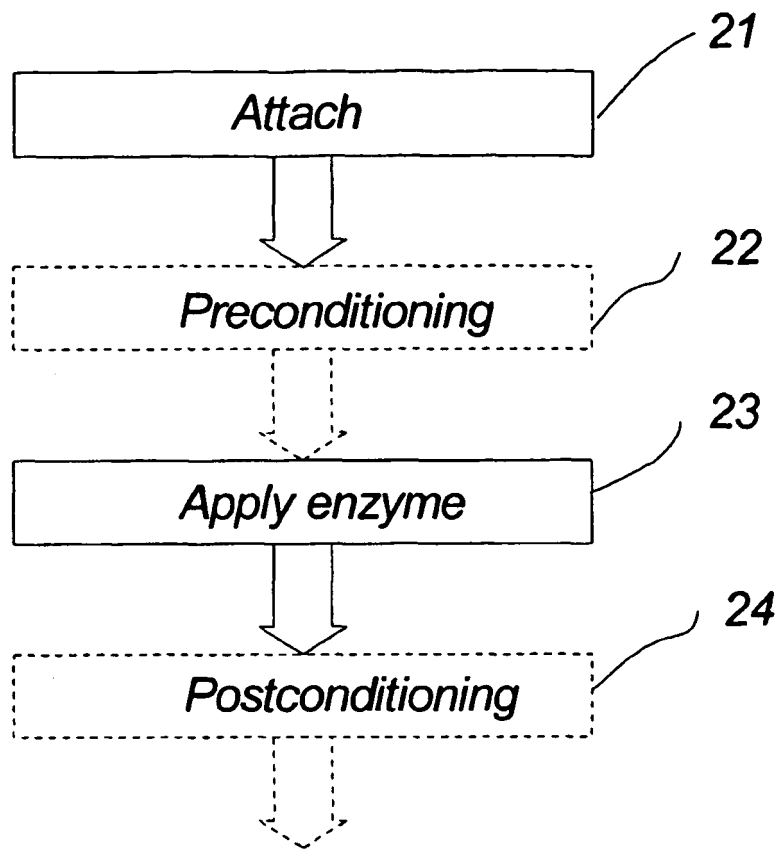 21
Attach
22
Preconditioning
23
Apply enzyme
24
Postconditioning